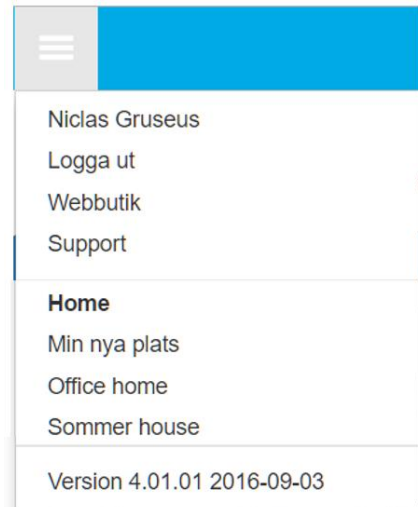 Niclas Gruseus
Logga ut
Webbutik
Support
Home
Min nya plats
Office home
Sommer house
Version 4.01.01 2016-09-03